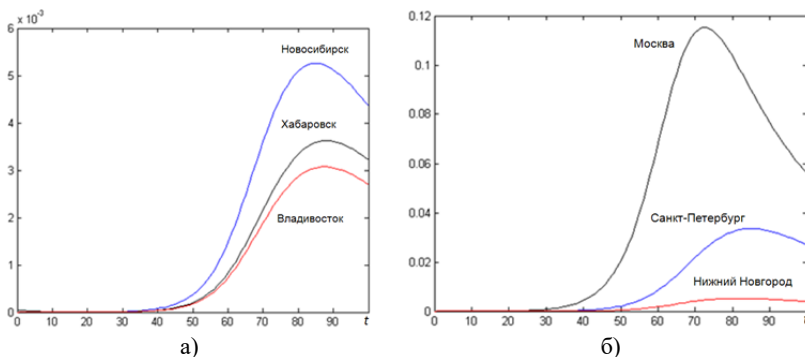 x 10⁻³
6
5
4
3
2
1
0
0 10 20 30 40 50 60 70 80 90 t
Новосибирск
Хабаровск
Владивосток
а)
0.12
0.1
0.08
0.06
0.04
0.02
0
0 10 20 30 40 50 60 70 80 90
Москва
Санкт-Петербург
Нижний Новгород
б)